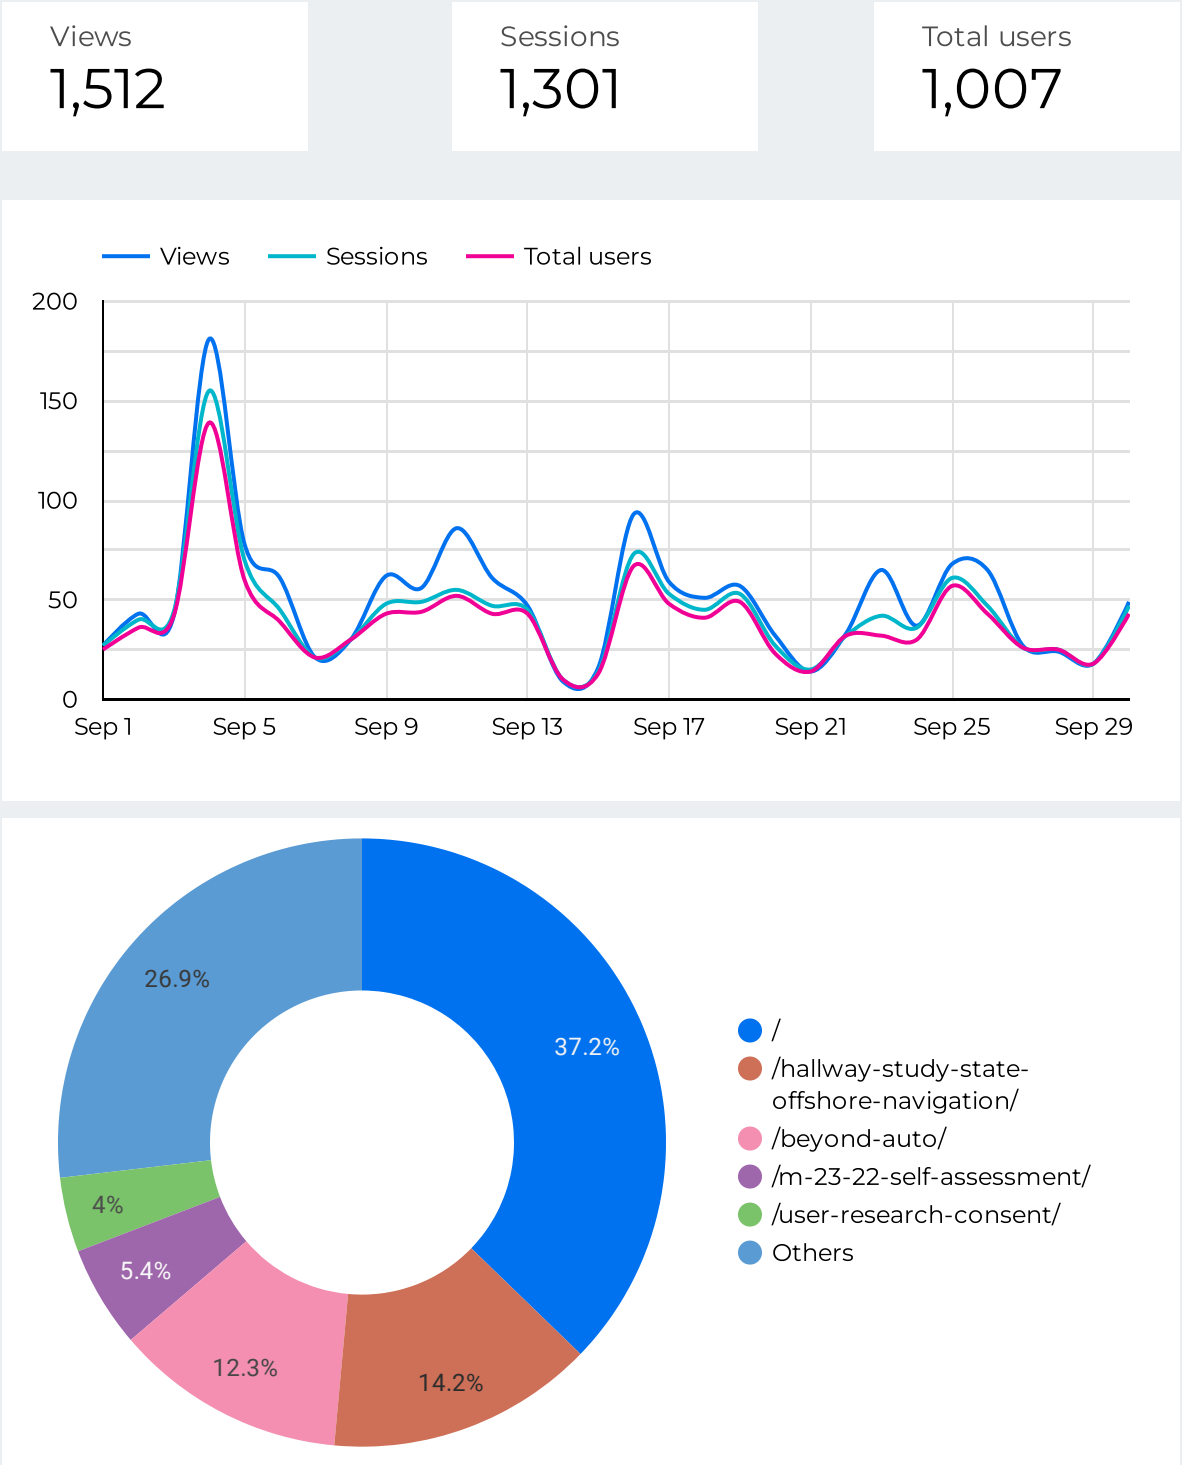 Views
1,512
Sessions
1,301
Total users
1,007
Views
Sessions
Total users
200
150
100
50
0
Sep 1
Sep 5
Sep 9
Sep 13
Sep 17
Sep 21
Sep 25
Sep 29
26.9%
37.2%
4%
5.4%
12.3%
14.2%
/
/hallway-study-state-
offshore-navigation/
/beyond-auto/
/m-23-22-self-assessment/
/user-research-consent/
Others